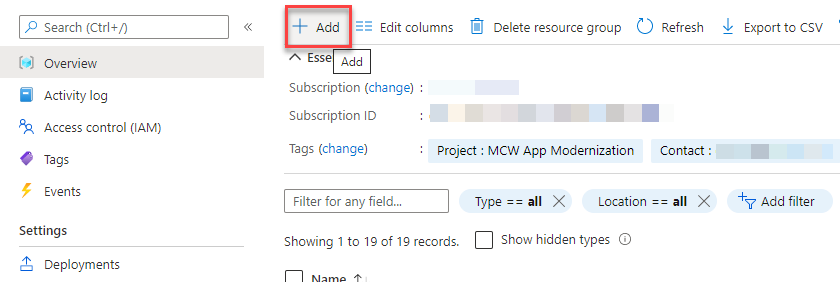 Search (Ctrl+/)
«
Add
Edit columns
Delete resource group
Refresh
Export to CSV
Overview
Activity log
Access control (IAM)
Tags
Events
Settings
Deployments
Add
Subscription (change) :
Subscription ID :
Tags (change) : Project : MCW App Modernization Contact :
Filter for any field...
Type == all
Location == all
Add filter
Showing 1 to 19 of 19 records.
Show hidden types
Name ↑↓